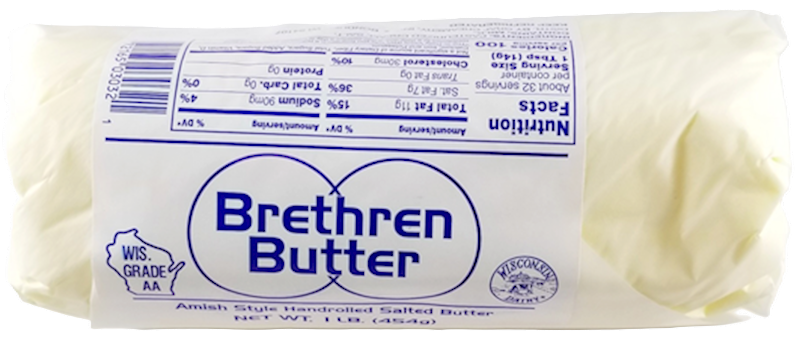 Nutrition
Facts
About 32 servings
per container
Serving Size
1 Tbsp (14g)
Calories 100
Amount/serving % DV*
Total Fat 11g 15%
Sat. Fat 7g 36%
Trans Fat 0g
Cholesterol 30mg 10%
Amount/serving % DV*
Sodium 90mg 4%
Total Carb. 0g 0%
Protein 0g
Brethren
Butter
WIS.
GRADE
AA
WISCONSIN
DAIRY
Amish Style Handrolled Salted Butter
NET WT. 1 LB. (454g)